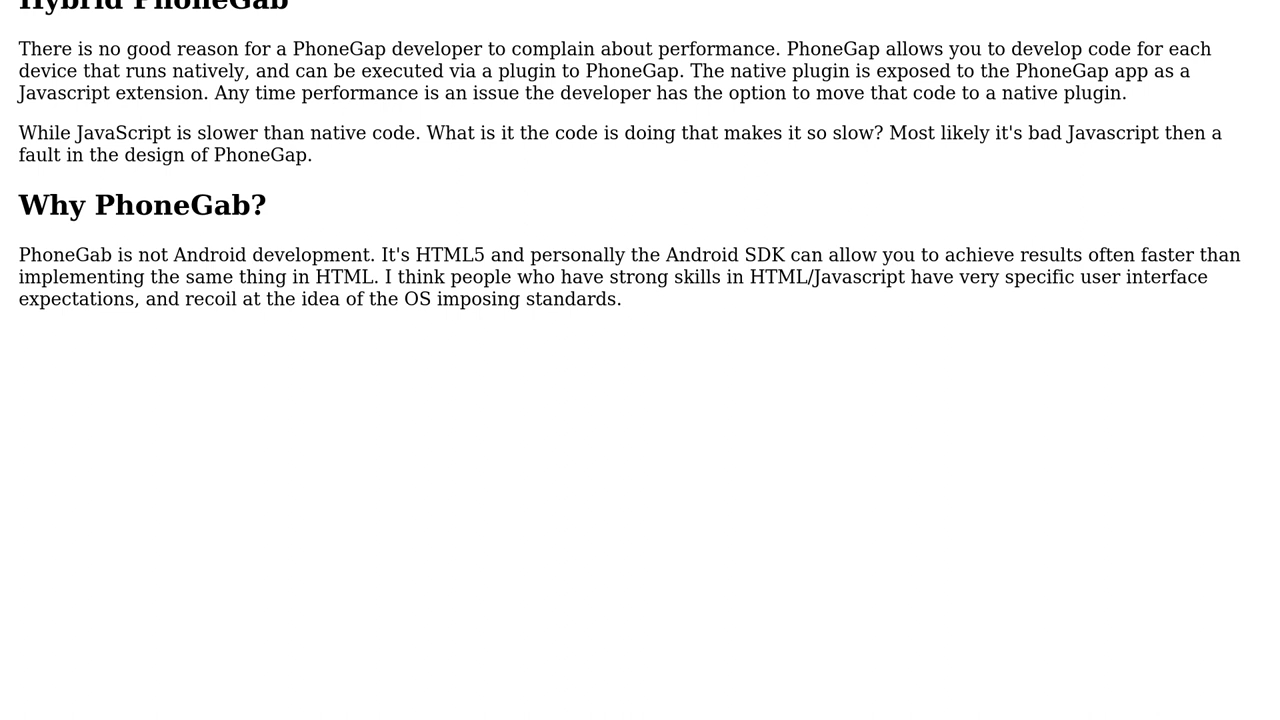 Hybrid PhoneGab
There is no good reason for a PhoneGap developer to complain about performance. PhoneGap allows you to develop code for each
device that runs natively, and can be executed via a plugin to PhoneGap. The native plugin is exposed to the PhoneGap app as a
Javascript extension. Any time performance is an issue the developer has the option to move that code to a native plugin.
While JavaScript is slower than native code. What is it the code is doing that makes it so slow? Most likely it's bad Javascript then a
fault in the design of PhoneGap.
Why PhoneGab?
PhoneGab is not Android development. It's HTML5 and personally the Android SDK can allow you to achieve results often faster than
implementing the same thing in HTML. I think people who have strong skills in HTML/Javascript have very specific user interface
expectations, and recoil at the idea of the OS imposing standards.